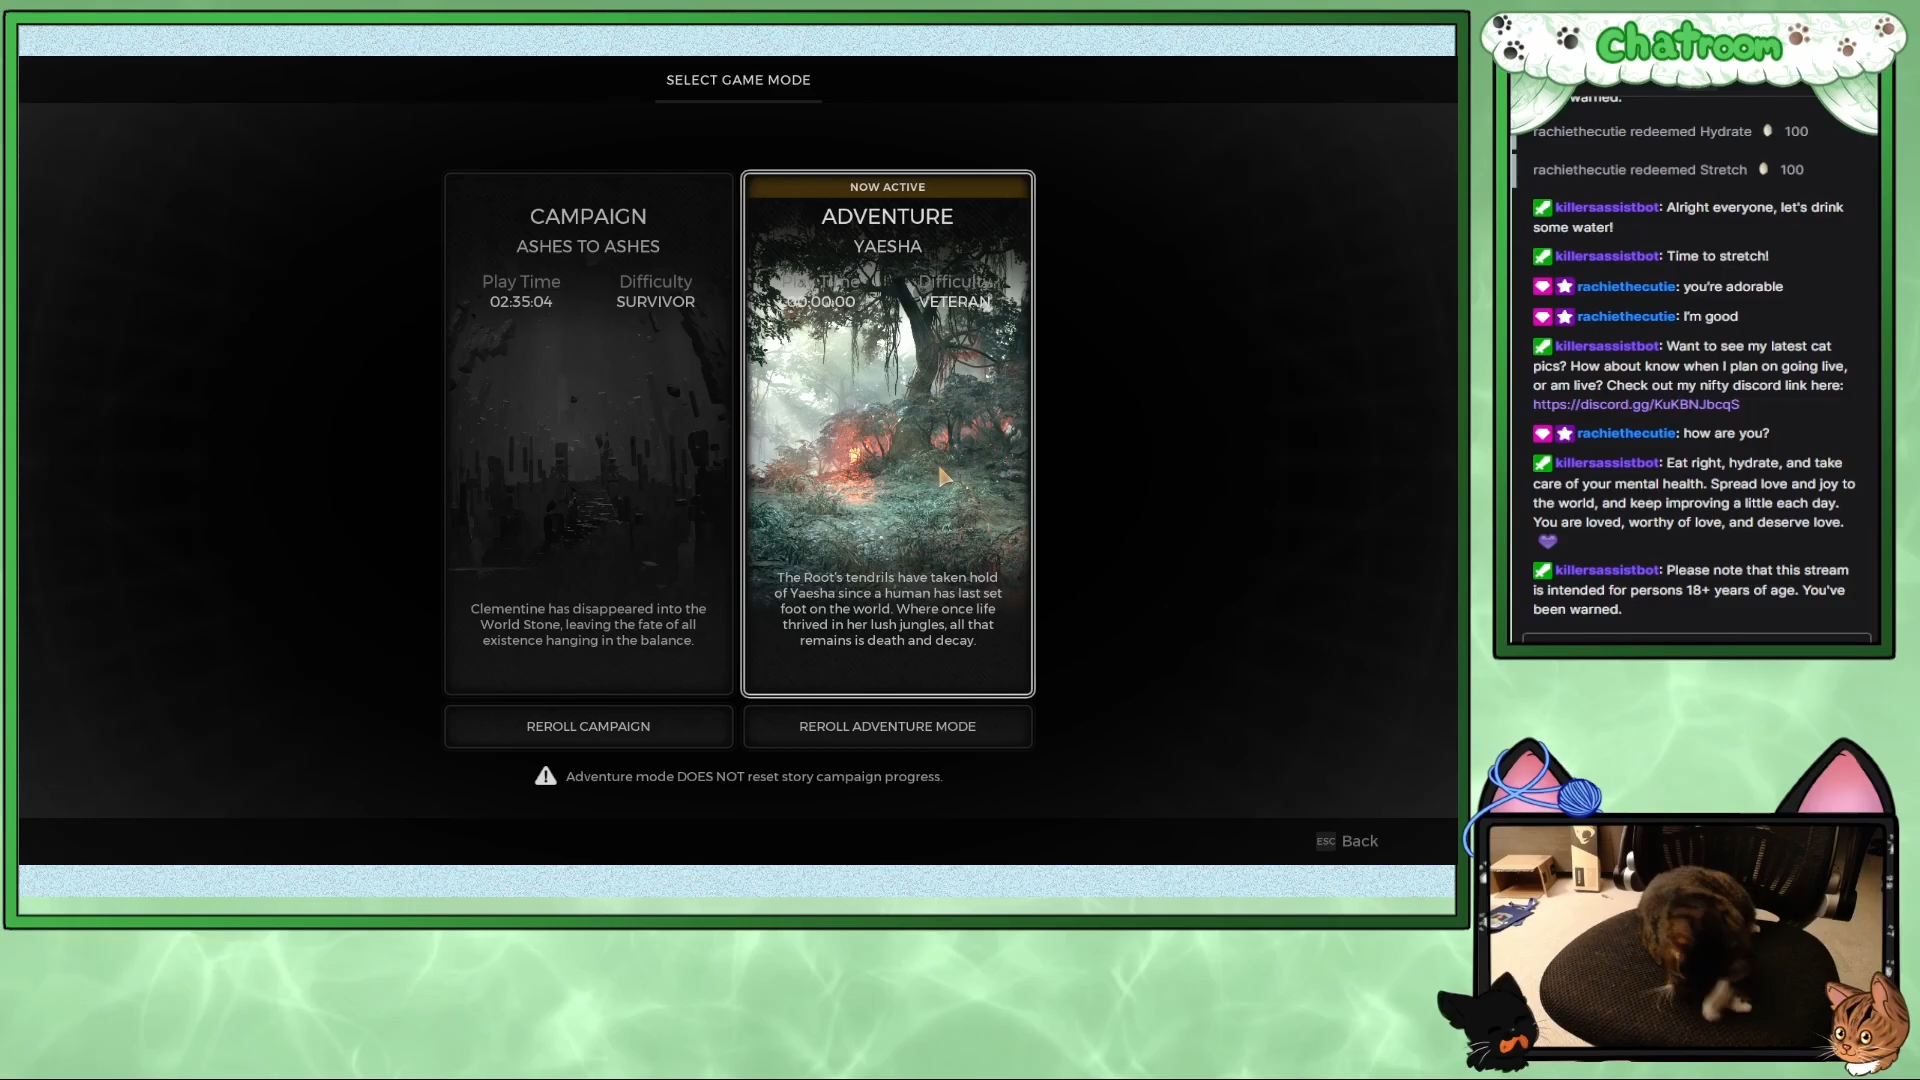 SELECT GAME MODE
CAMPAIGN
ASHES TO ASHES
Play Time
Difficulty
02:35:04
SURVIVOR
Clementine has disappeared into the
World Stone, leaving the fate of all
existence hanging in the balance.
REROLL CAMPAIGN
NOW ACTIVE
ADVENTURE
YAESHA
Play Time
Difficulty
00:00:00
VETERAN
The Root's tendrils have taken hold
of Yaesha since a human has last set
foot on the world. Where once life
thrived in her lush jungles, all that
remains is death and decay.
REROLL ADVENTURE MODE
Adventure mode DOES NOT reset story campaign progress.
ESC Back
Chatroom
warned.
rachiethecutie redeemed Hydrate 100
rachiethecutie redeemed Stretch 100
killersassistbot: Alright everyone, let's drink
some water!
killersassistbot: Time to stretch!
rachiethecutie: you're adorable
rachiethecutie: I'm good
killersassistbot: Want to see my latest cat
pics? How about know when I plan on going live,
or am live? Check out my nifty discord link here:
https://discord.gg/KuKBNJbcqS
rachiethecutie: how are you?
killersassistbot: Eat right, hydrate, and take
care of your mental health. Spread love and joy to
the world, and keep improving a little each day.
You are loved, worthy of love, and deserve love.
killersassistbot: Please note that this stream
is intended for persons 18+ years of age. You've
been warned.